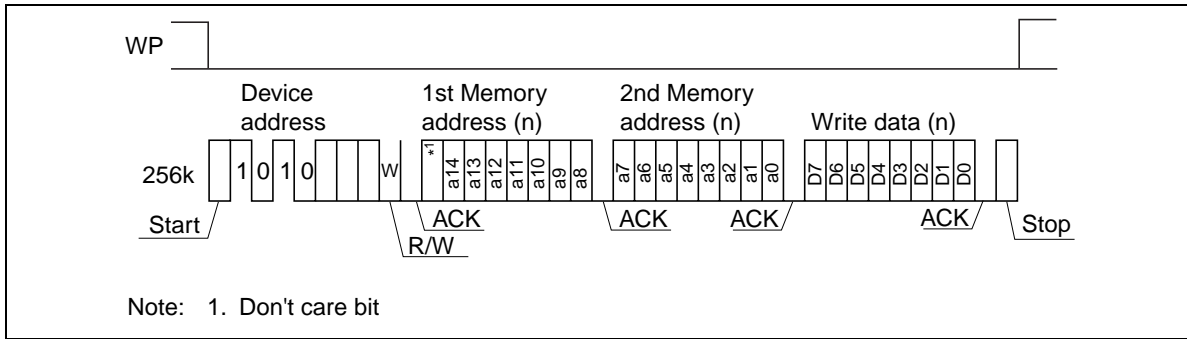 WP
Device 1st Memory 2nd Memory
address address (n) address (n) Write data (n)
256k 1 0 1 0 W *1 a14 a13 a12 a11 a10 a9 a8 a7 a6 a5 a4 a3 a2 a1 a0 D7 D6 D5 D4 D3 D2 D1 D0
Start ACK ACK ACK ACK Stop
R/W
Note: 1. Don't care bit